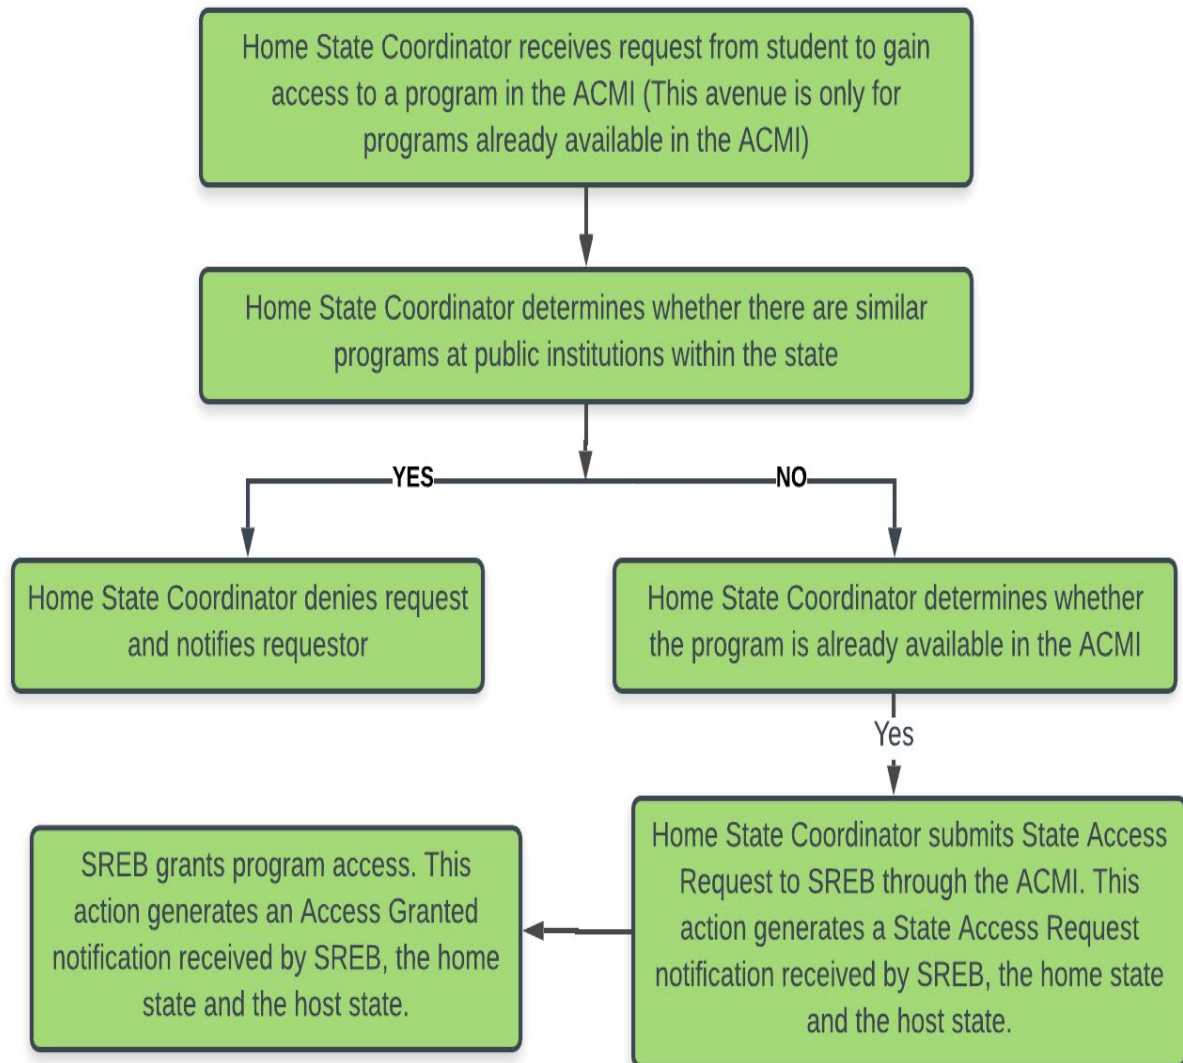 Home State Coordinator receives request from student to gain
access to a program in the ACMI (This avenue is only for
programs already available in the ACMI)
Home State Coordinator determines whether there are similar
programs at public institutions within the state
YES
NO
Home State Coordinator denies request
and notifies requestor
Home State Coordinator determines whether
the program is already available in the ACMI
Yes
Home State Coordinator submits State Access
Request to SREB through the ACMI. This
action generates a State Access Request
notification received by SREB, the home state
and the host state.
SREB grants program access. This
action generates an Access Granted
notification received by SREB, the home
state and the host state.